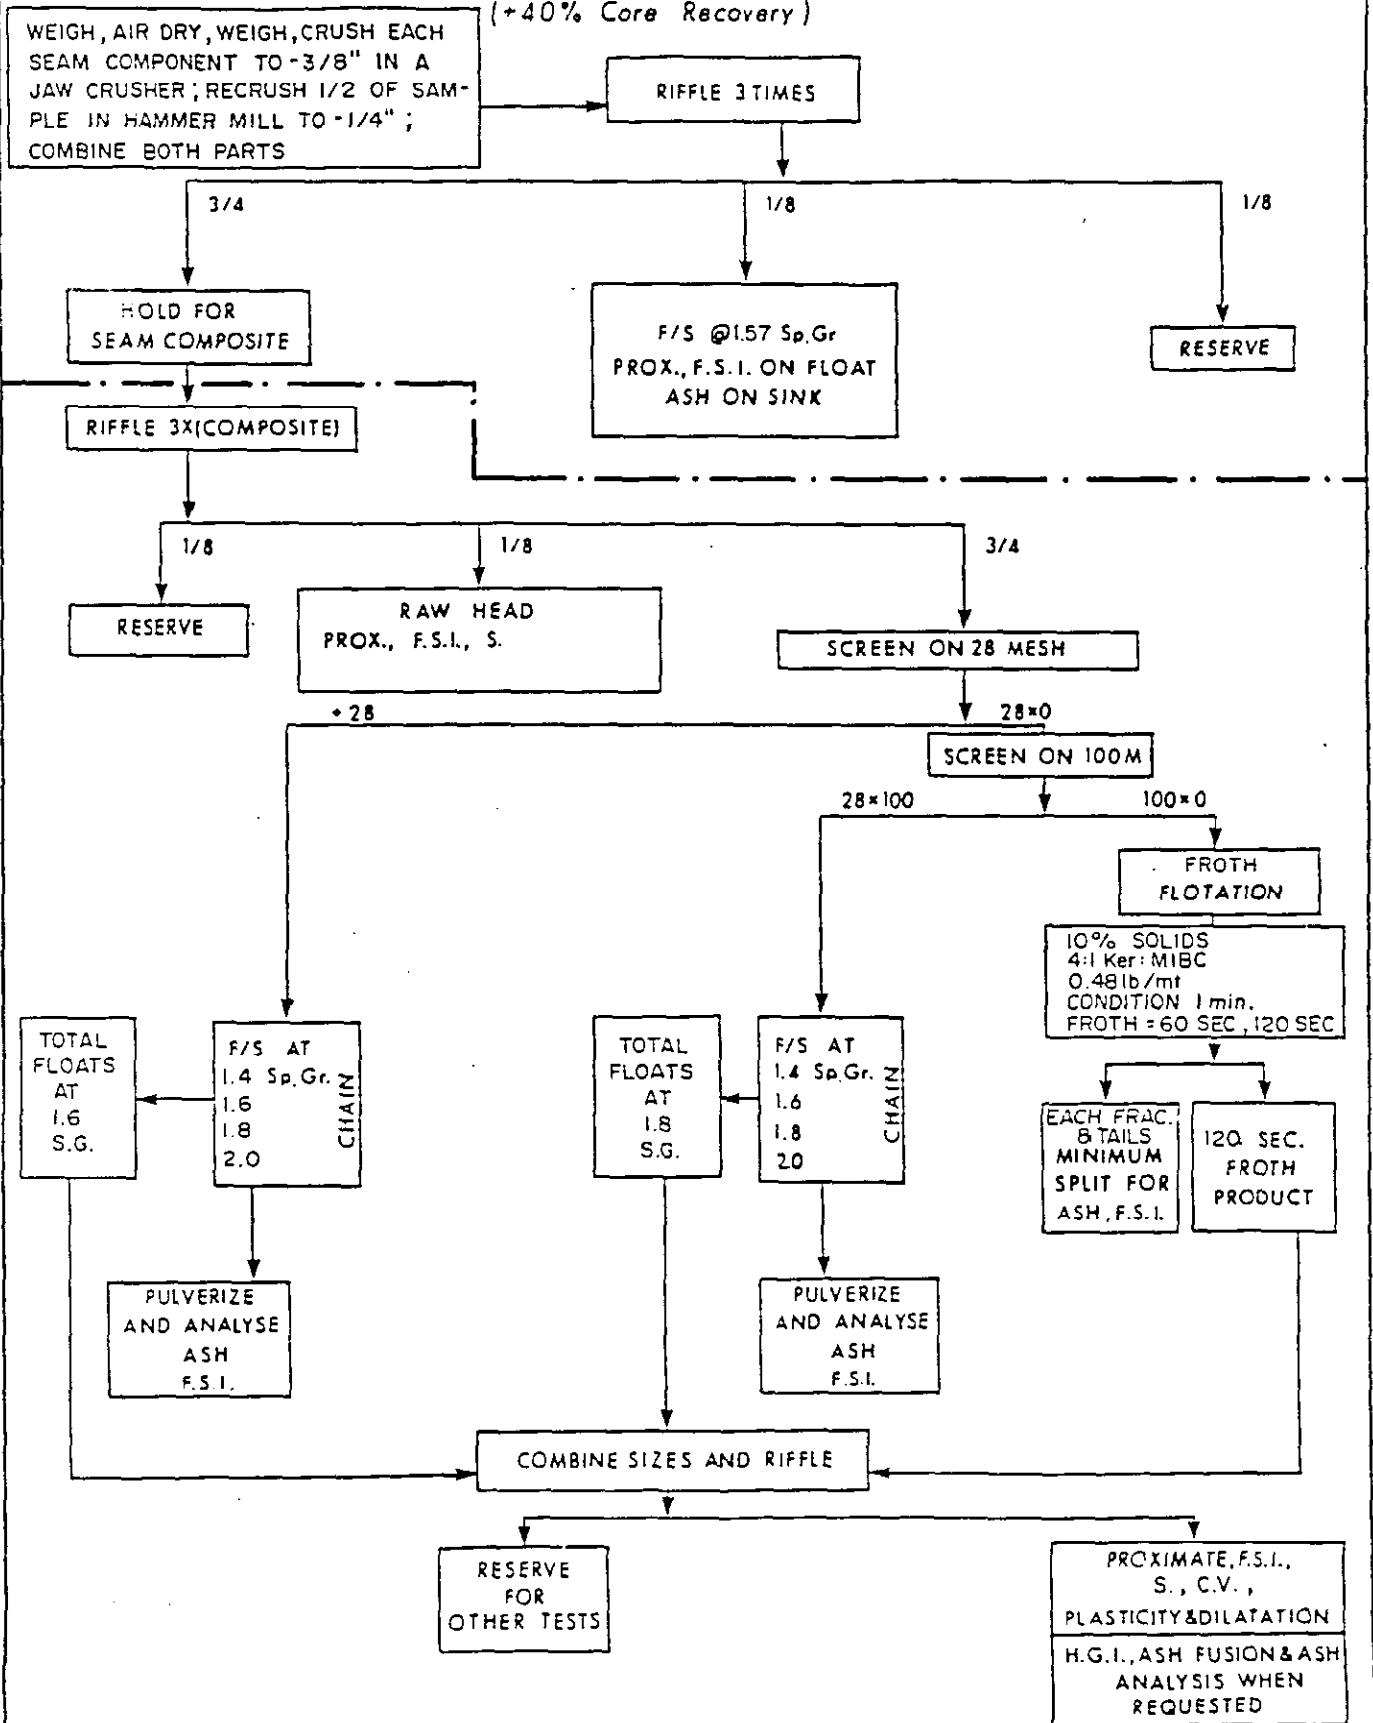 (+40% Core Recovery)
WEIGH, AIR DRY, WEIGH, CRUSH EACH
SEAM COMPONENT TO -3/8" IN A
JAW CRUSHER; RECRUSH 1/2 OF SAM-
PLE IN HAMMER MILL TO -1/4";
COMBINE BOTH PARTS
RIFFLE 3 TIMES
3/4
1/8
1/8
HOLD FOR
SEAM COMPOSITE
F/S @1.57 Sp.Gr
PROX., F.S.I. ON FLOAT
ASH ON SINK
RESERVE
RIFFLE 3X(COMPOSITE)
1/8
1/8
3/4
RESERVE
RAW HEAD
PROX., F.S.I., S.
SCREEN ON 28 MESH
+28
28×0
SCREEN ON 100M
28×100
100×0
FROTH
FLOTATION
10% SOLIDS
4:1 Ker: MIBC
0.48 lb/mt
CONDITION 1 min.
FROTH = 60 SEC, 120 SEC
TOTAL
FLOATS
AT
1.6
S.G.
F/S AT
1.4 Sp.Gr.
1.6
1.8
2.0
CHAIN
TOTAL
FLOATS
AT
1.8
S.G.
F/S AT
1.4 Sp.Gr.
1.6
1.8
2.0
CHAIN
EACH FRAC.
& TAILS
MINIMUM
SPLIT FOR
ASH, F.S.I.
120 SEC.
FROTH
PRODUCT
PULVERIZE
AND ANALYSE
ASH
F.S.I.
PULVERIZE
AND ANALYSE
ASH
F.S.I.
COMBINE SIZES AND RIFFLE
RESERVE
FOR
OTHER TESTS
PROXIMATE, F.S.I.,
S., C.V.,
PLASTICITY & DILATATION
H.G.I., ASH FUSION & ASH
ANALYSIS WHEN
REQUESTED